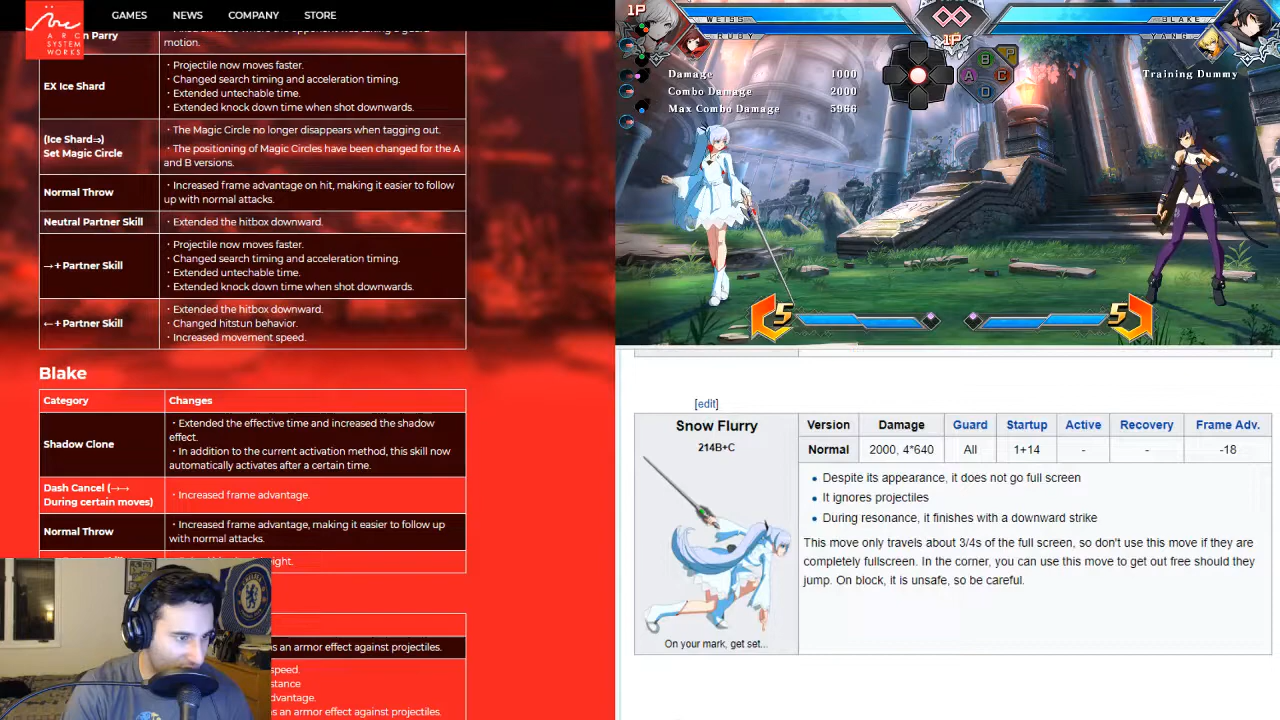 GAMES NEWS COMPANY STORE
ARC
SYSTEM
WORKS
n Parry
motion.
EX Ice Shard
・Projectile now moves faster.
・Changed search timing and acceleration timing.
・Extended untechable time.
・Extended knock down time when shot downwards.
(Ice Shard⇒)
Set Magic Circle
・The Magic Circle no longer disappears when tagging out.
・The positioning of Magic Circles have been changed for the A
and B versions.
Normal Throw
・Increased frame advantage on hit, making it easier to follow
up with normal attacks.
Neutral Partner Skill
・Extended the hitbox downward.
→+ Partner Skill
・Projectile now moves faster.
・Changed search timing and acceleration timing.
・Extended untechable time.
・Extended knock down time when shot downwards.
←+ Partner Skill
・Extended the hitbox downward.
・Changed hitstun behavior.
・Increased movement speed.
Blake
Category Changes
Shadow Clone
・Extended the effective time and increased the shadow
effect.
・In addition to the current activation method, this skill now
automatically activates after a certain time.
Dash Cancel (→→
During certain moves)
・Increased frame advantage.
Normal Throw
・Increased frame advantage, making it easier to follow up
with normal attacks.
eight.
as an armor effect against projectiles.
speed.
stance
dvantage.
as an armor effect against projectiles.
1P
WEISS
RUBY
1P
BLAKE
YANG
Damage 1000
Combo Damage 2000
Max Combo Damage 5966
B
P
A
C
D
Training Dummy
5
5
[edit]
Snow Flurry
214B+C
Version Damage Guard Startup Active Recovery Frame Adv.
Normal 2000, 4*640 All 1+14 - - -18
• Despite its appearance, it does not go full screen
• It ignores projectiles
• During resonance, it finishes with a downward strike
This move only travels about 3/4s of the full screen, so don't use this move if they are
completely fullscreen. In the corner, you can use this move to get out free should they
jump. On block, it is unsafe, so be careful.
On your mark, get set...
CHELSEA